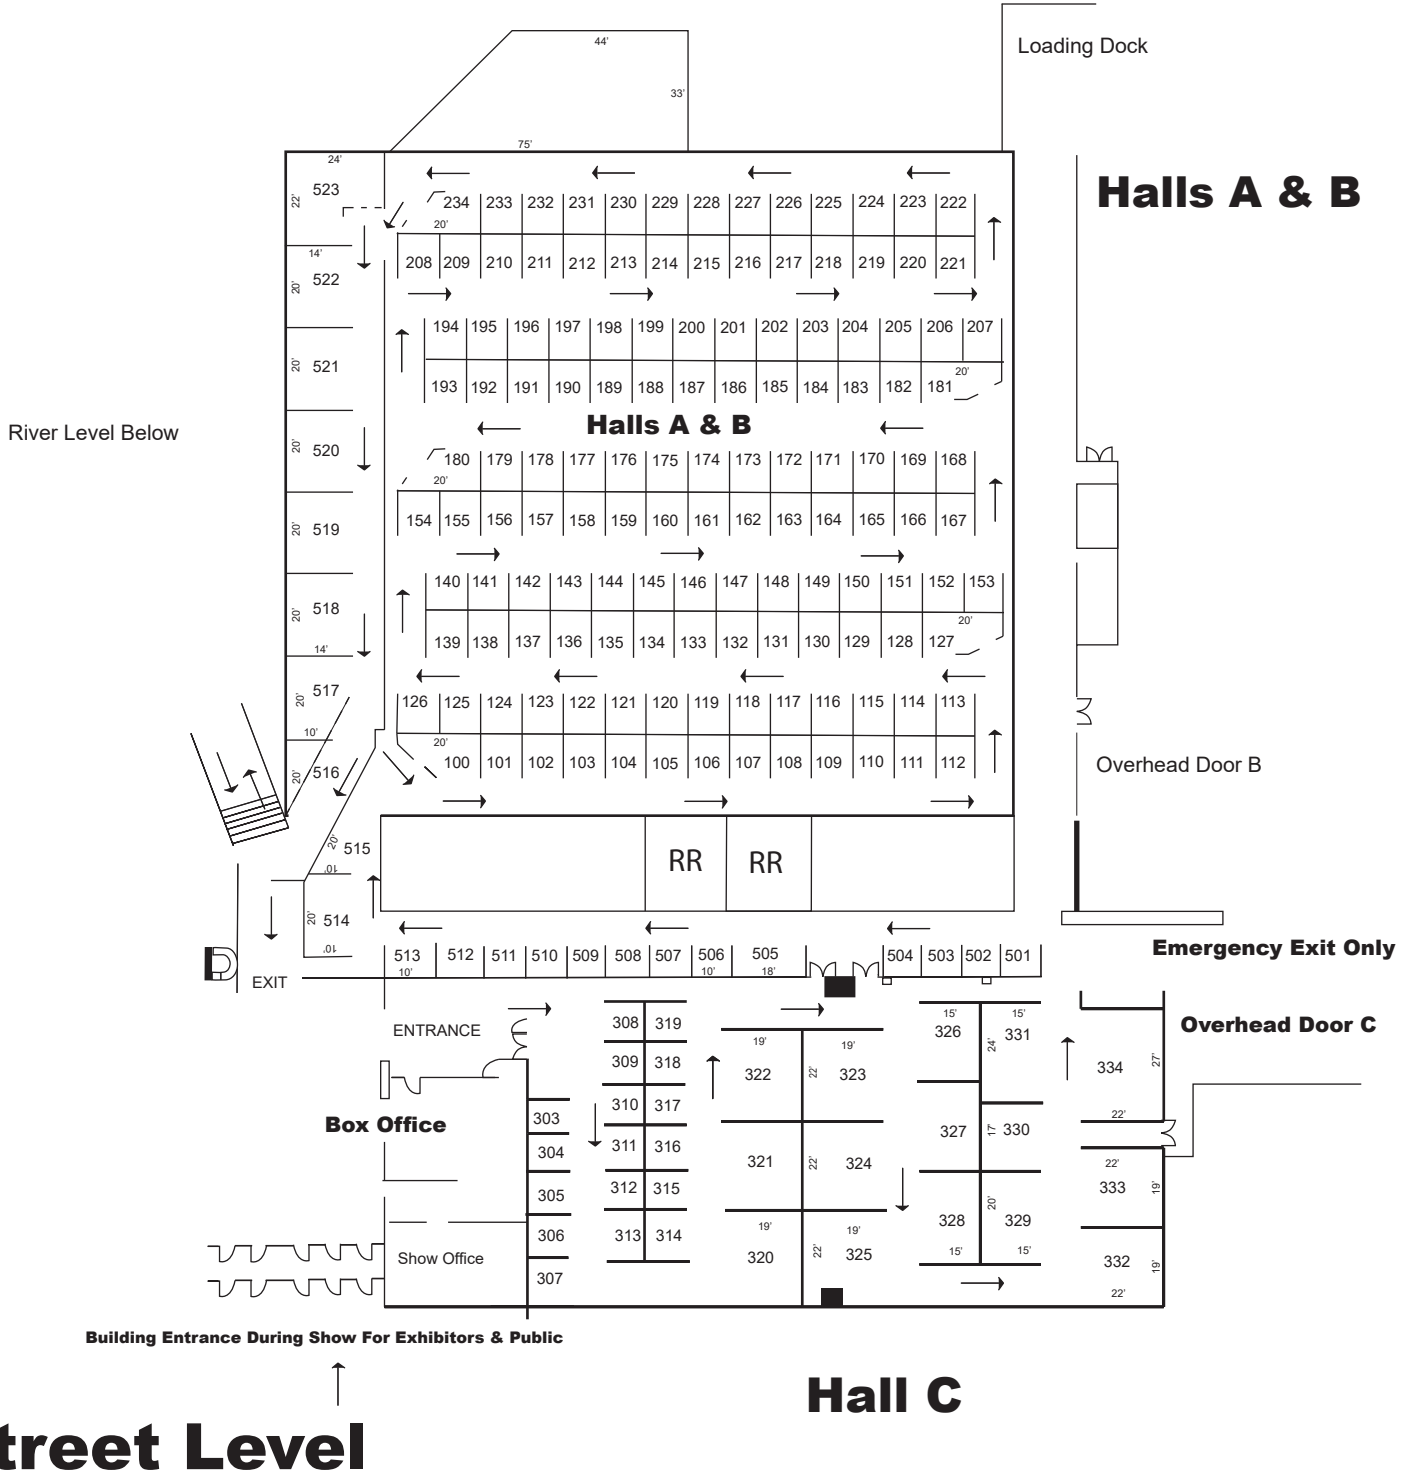 44'
Loading Dock
33'
75'
24'
523
22'
Halls A & B
234 233 232 231 230 229 228 227 226 225 224 223 222
20'
14'
522
20'
208 209 210 211 212 213 214 215 216 217 218 219 220 221
194 195 196 197 198 199 200 201 202 203 204 205 206 207
521
20'
20'
193 192 191 190 189 188 187 186 185 184 183 182 181
River Level Below
Halls A & B
520
20'
180 179 178 177 176 175 174 173 172 171 170 169 168
20'
519
20'
154 155 156 157 158 159 160 161 162 163 164 165 166 167
140 141 142 143 144 145 146 147 148 149 150 151 152 153
518
20'
20'
139 138 137 136 135 134 133 132 131 130 129 128 127
14'
517
20'
126 125 124 123 122 121 120 119 118 117 116 115 114 113
10'
20'
516
20'
100 101 102 103 104 105 106 107 108 109 110 111 112
Overhead Door B
20'
515
10'
RR RR
20'
514
10'
513 512 511 510 509 508 507 506 505 504 503 502 501
10' 10' 18'
Emergency Exit Only
EXIT
ENTRANCE
308 319
15' 15'
326 331
24'
Overhead Door C
19' 19'
309 318
322 22' 323
334 27'
310 317
303
22'
Box Office
311 316
327 17' 330
304
321 22' 324
22'
333 19'
312 315
305
20'
328 329
19' 19'
313 314
306
320 22' 325
15' 15'
Show Office
332 19'
307
22'
Building Entrance During Show For Exhibitors & Public
Hall C
treet Level